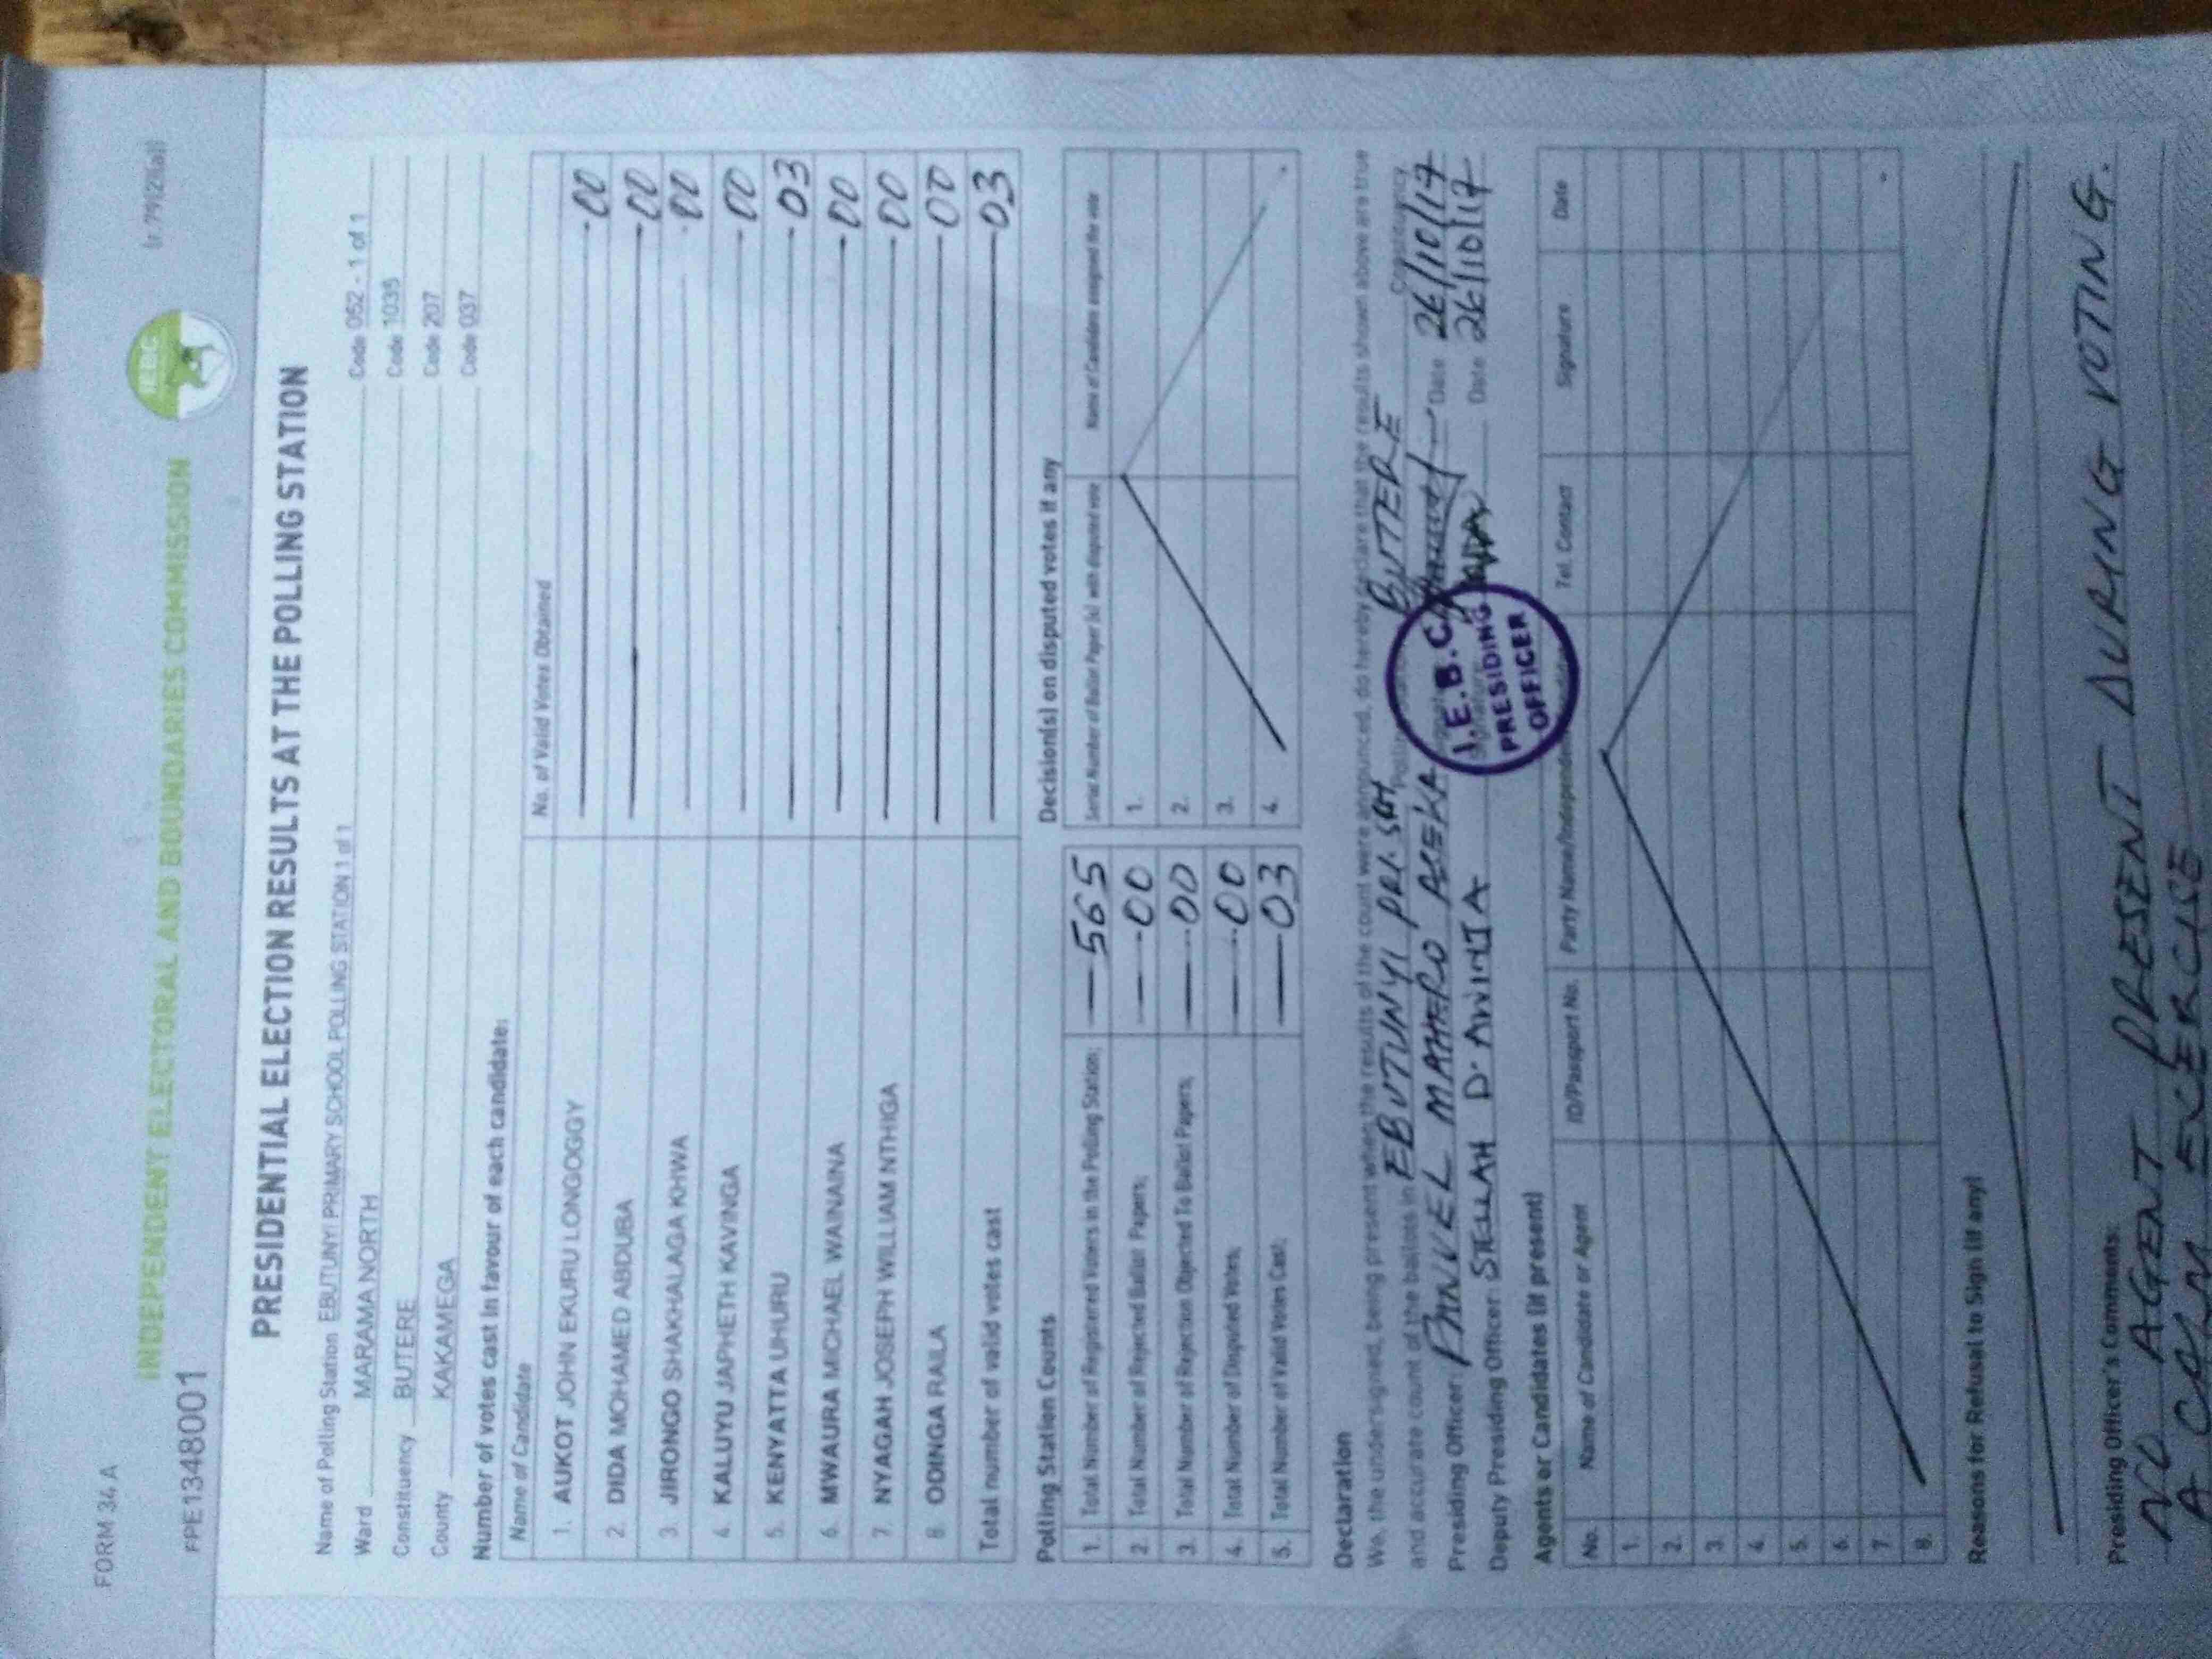 FORM 34 A
(r.79(2)(a))
INDEPENDENT ELECTORAL AND BOUNDARIES COMMISSION
IEBC
PPE1348001
PRESIDENTIAL ELECTION RESULTS AT THE POLLING STATION
Name of Polling Station EBUTUNYI PRIMARY SCHOOL POLLING STATION 1 of 1 Code 052 - 1 of 1
Ward MARAMA NORTH Code 1035
Constituency BUTERE Code 207
County KAKAMEGA Code 037
Number of votes cast in favour of each candidate:
Name of Candidate No. of Valid Votes Obtained
1. AUKOT JOHN EKURU LONGOGGY 00
2. DIDA MOHAMED ABDUBA 00
3. JIRONGO SHAKHALAGA KHWA 00
4. KALUYU JAPHETH KAVINGA 00
5. KENYATTA UHURU 03
6. MWAURA MICHAEL WAINAINA 00
7. NYAGAH JOSEPH WILLIAM NTHIGA 00
8. ODINGA RAILA 00
Total number of valid votes cast 03
Polling Station Counts
1. Total Number of Registered Voters in the Polling Station; 565
2. Total Number of Rejected Ballot Papers; 00
3. Total Number of Rejection Objected To Ballot Papers; 00
4. Total Number of Disputed Votes; 00
5. Total Number of Valid Votes Cast; 03
Decision(s) on disputed votes if any
Serial Number of Ballot Paper (s) with disputed vote Name of Candidate assigned the vote
1.
2.
3.
4.
Declaration
We, the undersigned, being present when the results of the count were announced, do hereby declare that the results shown above are true
and accurate count of the ballots in EBUTUNYI PRI SCH BUTERE Constituency
Presiding Officer: Date 26/10/17
Deputy Presiding Officer: STELLAH D. Date 26/10/17
I.E.B.C.
PRESIDING
OFFICER
Agents or Candidates (if present)
No. Name of Candidate or Agent ID/Passport No. Party Name/Independent Tel. Contact Signature Date
1.
2.
3.
4.
5.
6.
7.
8.
Reasons for Refusal to Sign (if any)
Presiding Officer's Comments:
NO AGENT PRESENT DURING VOTING.
A CALM EXCERCISE